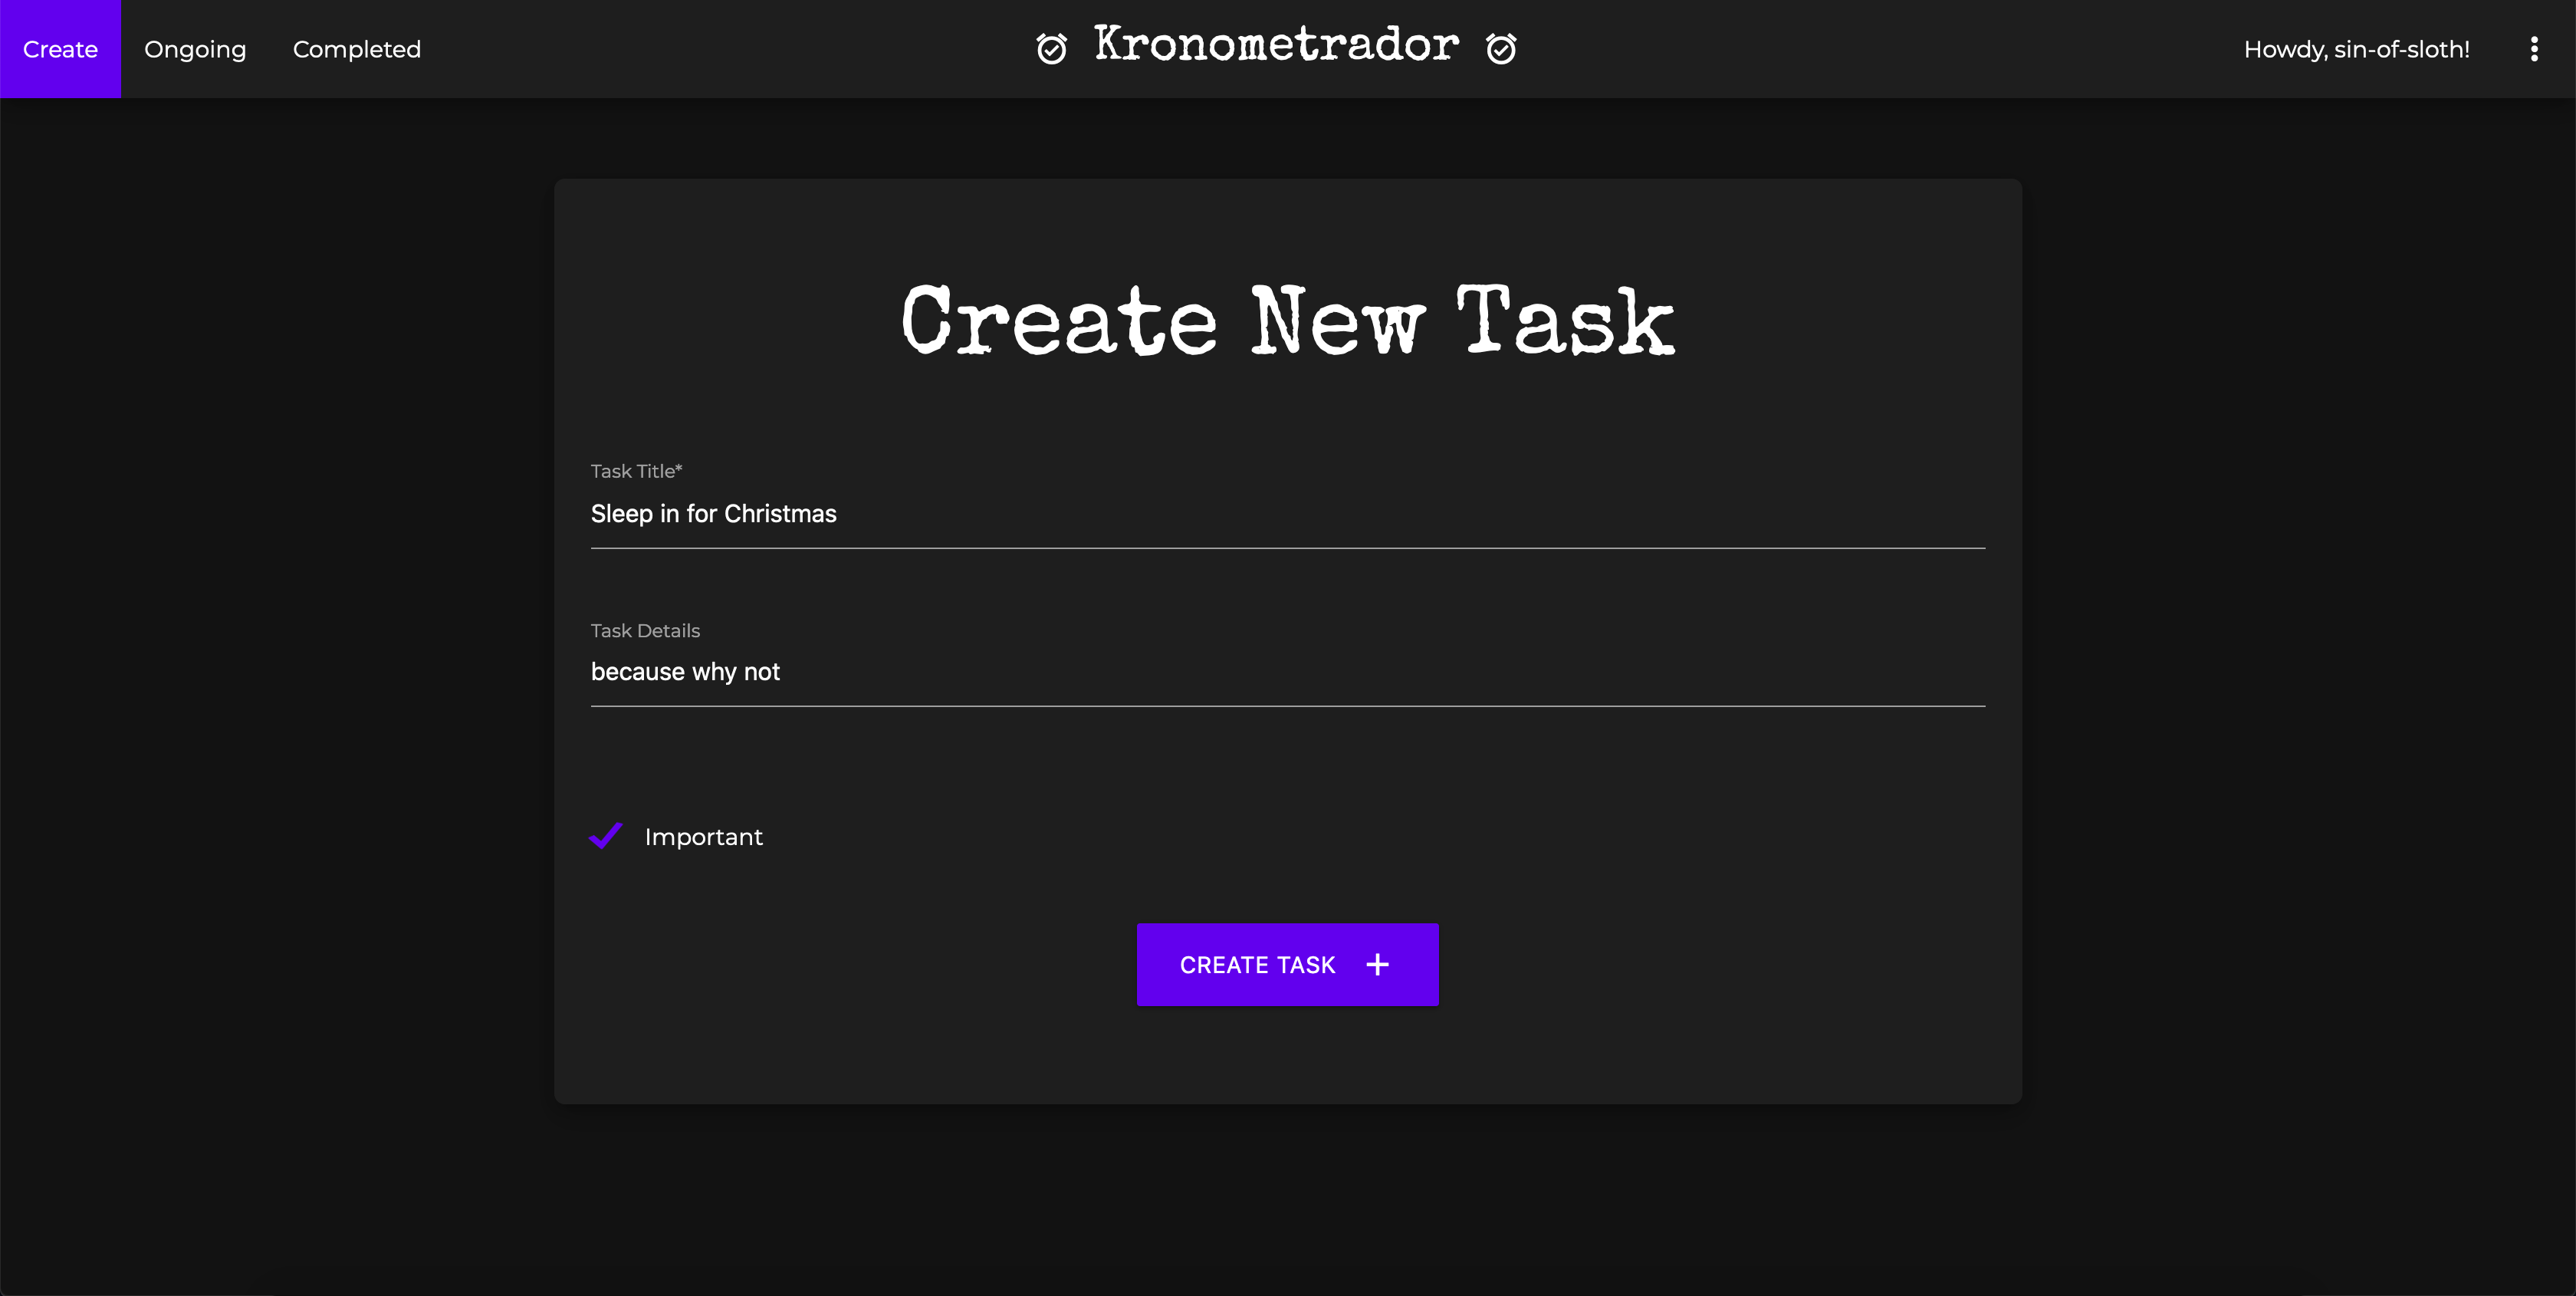 Create Ongoing Completed Kronometrador Howdy, sin-of-sloth!
Create New Task
Task Title*
Sleep in for Christmas
Task Details
because why not
Important
CREATE TASK +